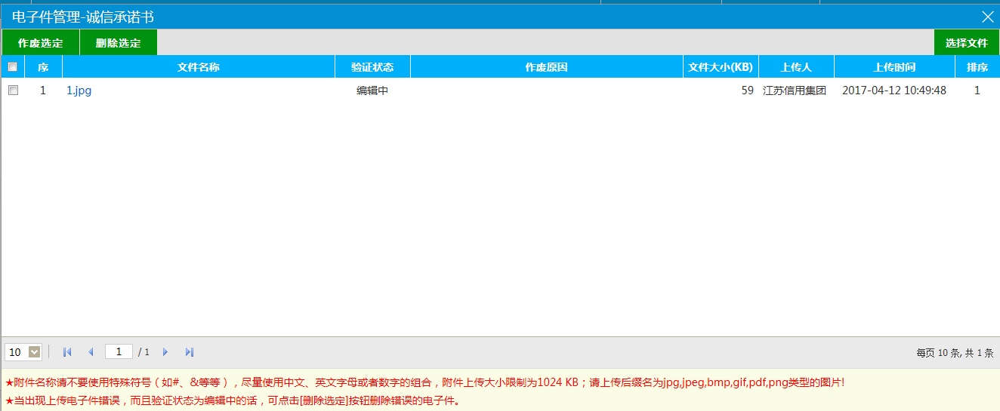 电子件管理-诚信承诺书
作废选定 删除选定 选择文件
序 文件名称 验证状态 作废原因 文件大小(KB) 上传人 上传时间 排序
1 1.jpg 编辑中 59 江苏信用集团 2017-04-12 10:49:48 1
10 1 / 1 每页 10 条, 共 1 条
★附件名称请不要使用特殊符号（如#、&等等），尽量使用中文、英文字母或者数字的组合，附件上传大小限制为1024 KB；请上传后缀名为jpg,jpeg,bmp,gif,pdf,png类型的图片!
★当出现上传电子件错误，而且验证状态为编辑中的话，可点击[删除选定]按钮删除错误的电子件。